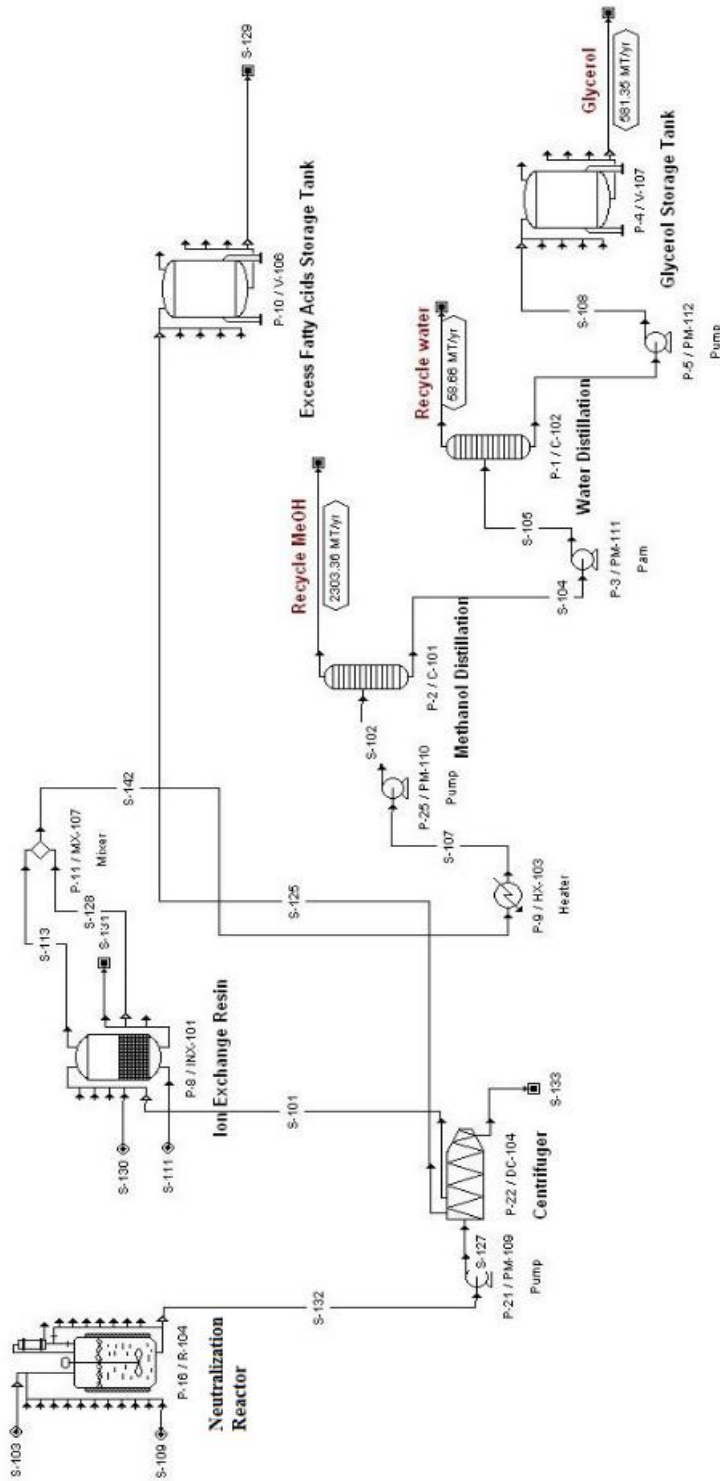 S-103
S-109
P-16 / R-104
Neutralization
Reactor
S-132
S-127
P-21 / PM-109
Pump
P-22 / DC-104
Centrifuger
S-133
S-101
S-130
S-111
P-8 / INX-101
Ion Exchange Resin
S-113
S-128
S-131
P-11 / MX-107
Mixer
S-142
S-125
P-9 / HX-103
Heater
S-107
P-25 / PM-110
Pump
S-102
P-2 / C-101
Methanol Distillation
Recycle MeOH
2303.36 MT/yr
P-10 / V-106
Excess Fatty Acids Storage Tank
S-129
S-104
P-3 / PM-111
Pam
S-105
P-1 / C-102
Water Distillation
Recycle water
58.66 MT/yr
P-5 / PM-112
Pump
S-108
P-4 / V-107
Glycerol Storage Tank
Glycerol
581.35 MT/yr